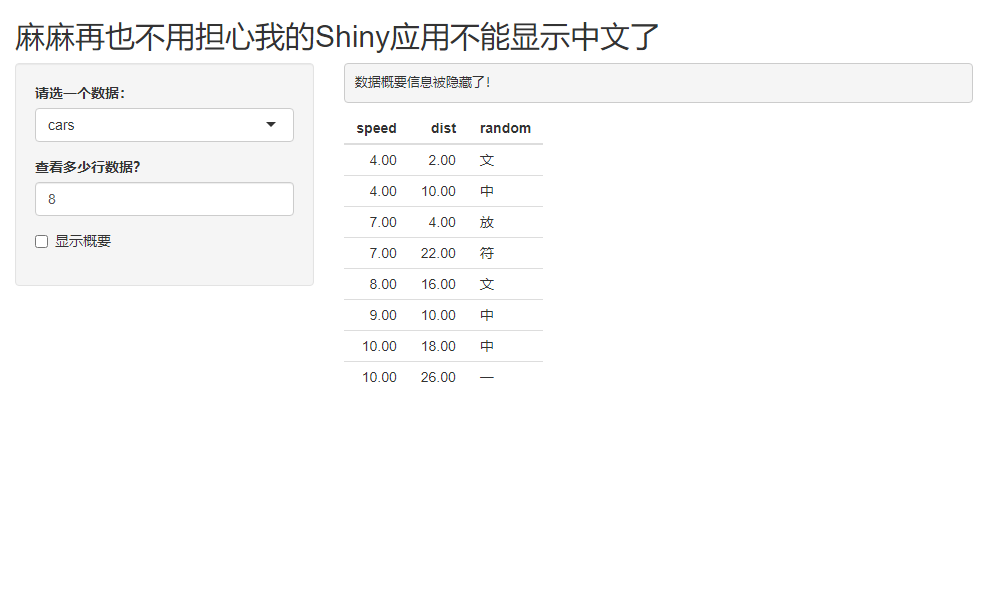 麻麻再也不用担心我的Shiny应用不能显示中文了
请选一个数据:
cars
查看多少行数据?
8
显示概要
数据概要信息被隐藏了!
speed dist random
4.00 2.00 文
4.00 10.00 中
7.00 4.00 放
7.00 22.00 符
8.00 16.00 文
9.00 10.00 中
10.00 18.00 中
10.00 26.00 一